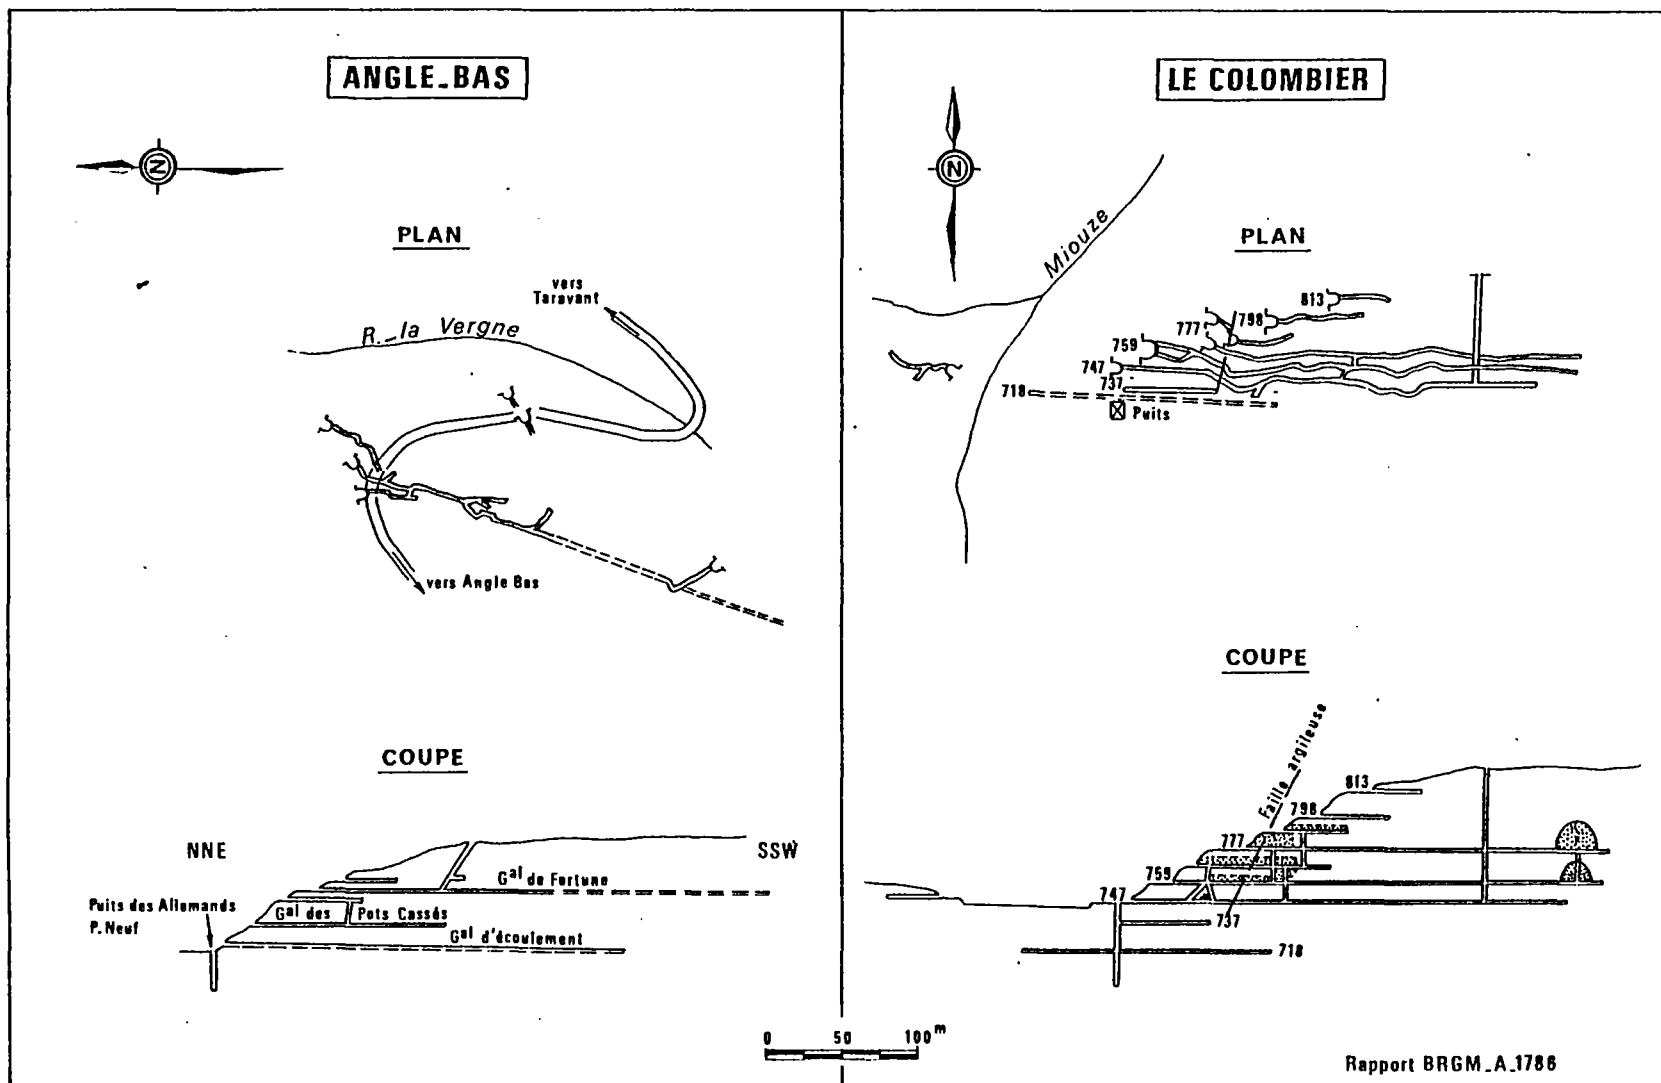 ANGLE_BAS
N
PLAN
vers
Taravant
R._la Vergne
vers Angle Bas
COUPE
NNE
SSW
Gal de Fortune
Puits des Allemands
P. Neuf
Gal des Pots Cassés
Gal d'écoulement
LE COLOMBIER
N
PLAN
Miouze
813
798
777
759
747
737
718
Puits
COUPE
Faille argileuse
813
798
777
759
747
737
718
0 50 100m
Rapport BRGM_A_1786